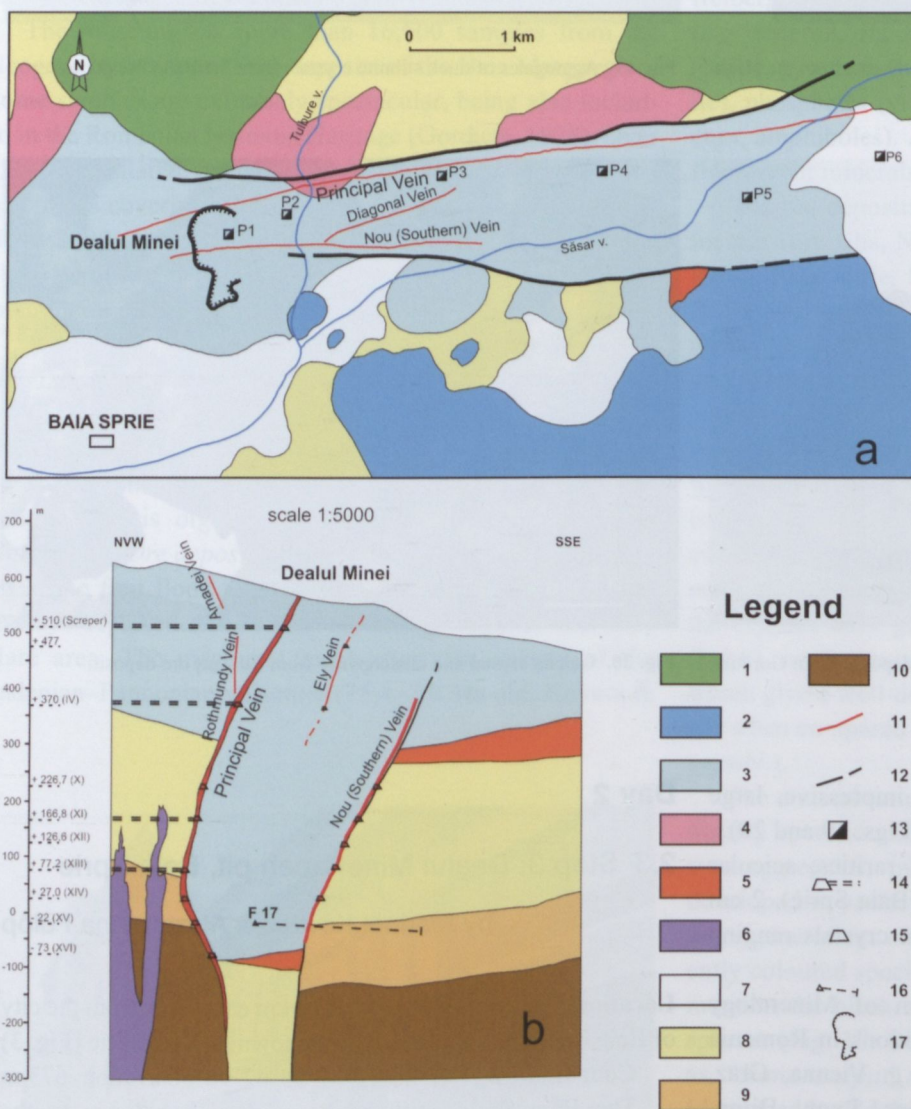 0 1 km
N
Tulbure v.
P6
P3
P4
Principal Vein
P5
P2
Diagonal Vein
Dealul Minei
P1
Nou (Southern) Vein
Săsar v.
BAIA SPRIE
a
m
700
scale 1:5000
NVW
SSE
600
Amadei Vein
Dealul Minei
+ 510 (Screper)
500
+ 477
Rothmundy Vein
Ely Vein
400
+ 370 (IV)
Principal Vein
Nou (Southern) Vein
300
+ 226,7 (X)
200
+ 166,8 (XI)
+ 126,6 (XII)
100
+ 77,2 (XIII)
+ 27,0 (XIV)
- 22 (XV)
F 17
- 73 (XVI)
-100
-200
-300
b
Legend
1 10
2 11
3 12
4 13
5 14
6 15
7 16
8 17
9